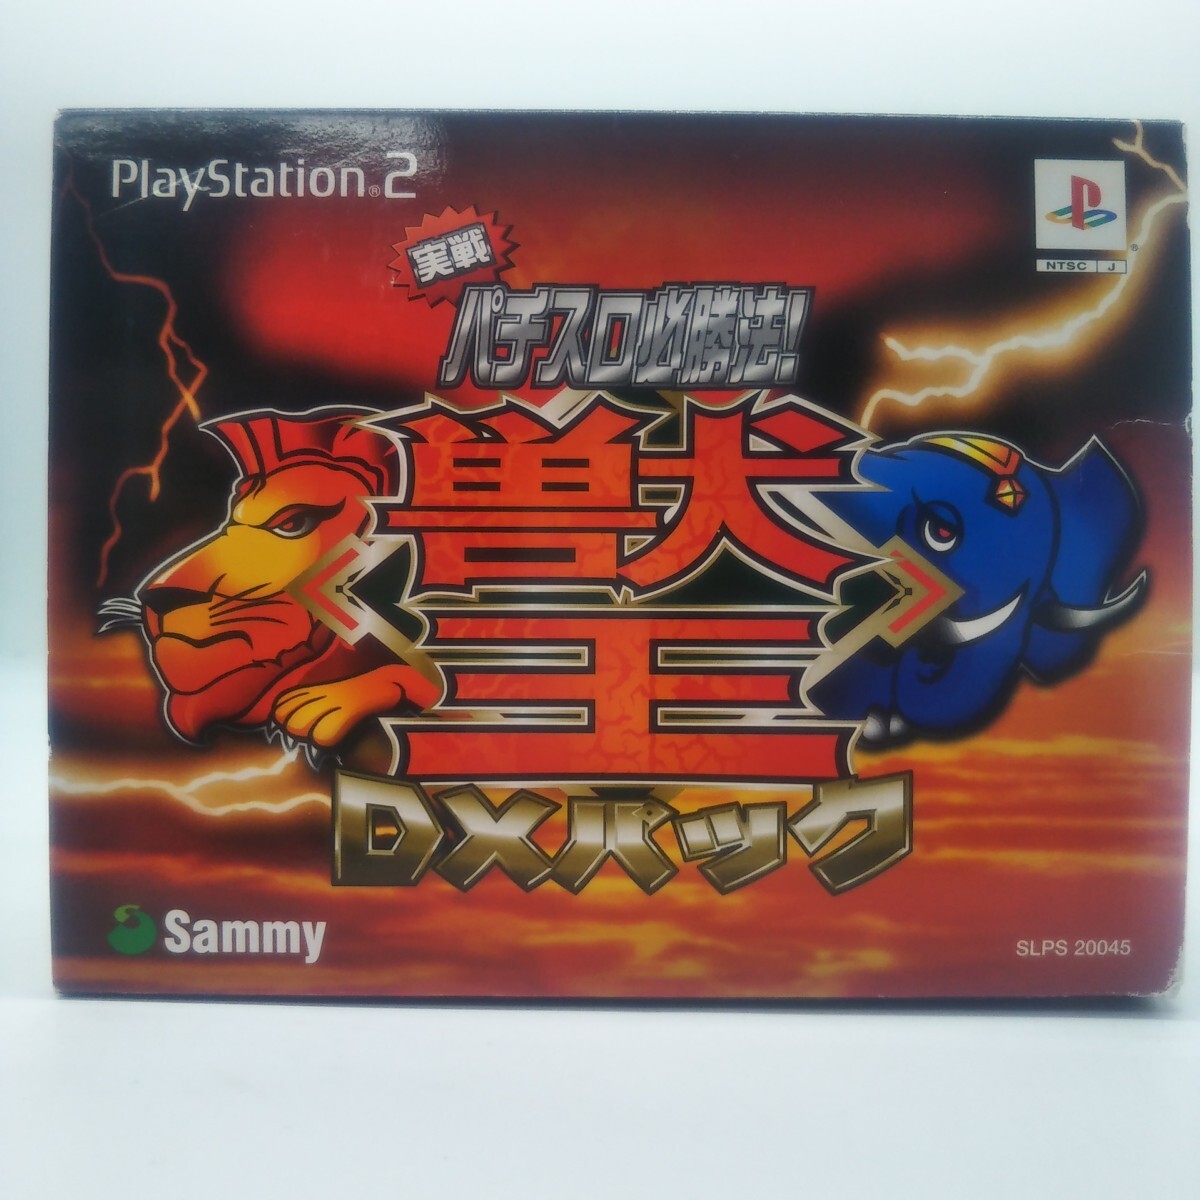 PlayStation®2
実戦
パチスロ必勝法!
獣王
DXパック
NTSC J
Sammy
SLPS 20045